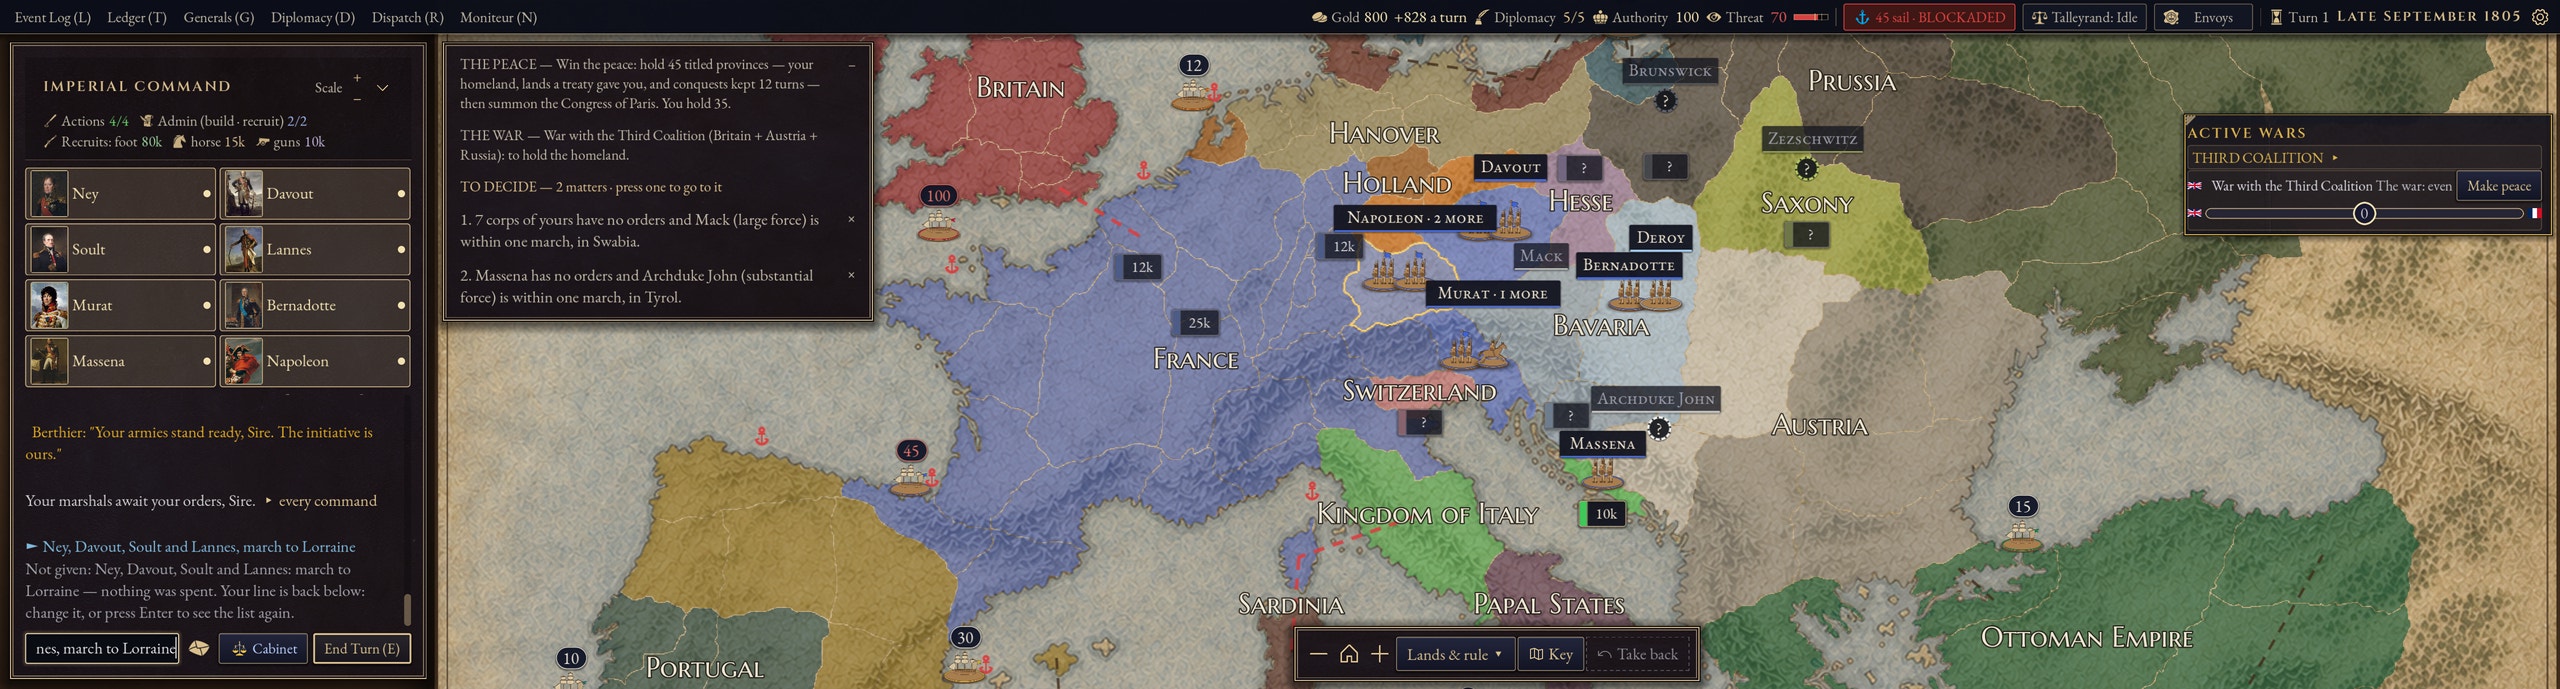 Event Log (L) Ledger (T) Generals (G) Diplomacy (D) Dispatch (R) Moniteur (N)
Gold 800 +828 a turn Diplomacy 5/5 Authority 100 Threat 70
45 sail · BLOCKADED
Talleyrand: Idle
Envoys
Turn 1 LATE SEPTEMBER 1805
IMPERIAL COMMAND
Scale + −
Actions 4/4 Admin (build · recruit) 2/2
Recruits: foot 80k horse 15k guns 10k
Ney
Davout
Soult
Lannes
Murat
Bernadotte
Massena
Napoleon
Berthier: "Your armies stand ready, Sire. The initiative is
ours."
Your marshals await your orders, Sire. ▸ every command
► Ney, Davout, Soult and Lannes, march to Lorraine
Not given: Ney, Davout, Soult and Lannes: march to
Lorraine — nothing was spent. Your line is back below:
change it, or press Enter to see the list again.
nes, march to Lorraine
Cabinet
End Turn (E)
THE PEACE — Win the peace: hold 45 titled provinces — your
homeland, lands a treaty gave you, and conquests kept 12 turns —
then summon the Congress of Paris. You hold 35.
THE WAR — War with the Third Coalition (Britain + Austria +
Russia): to hold the homeland.
TO DECIDE — 2 matters · press one to go to it
1. 7 corps of yours have no orders and Mack (large force) is
within one march, in Swabia.
2. Massena has no orders and Archduke John (substantial
force) is within one march, in Tyrol.
BRITAIN
12
100
HANOVER
BRUNSWICK
?
PRUSSIA
ZEZSCHWITZ
?
DAVOUT
?
?
HOLLAND
HESSE
SAXONY
?
NAPOLEON · 2 MORE
12k
12k
MACK
DEROY
BERNADOTTE
MURAT · 1 MORE
BAVARIA
25k
FRANCE
SWITZERLAND
?
?
ARCHDUKE JOHN
?
MASSENA
AUSTRIA
45
KINGDOM OF ITALY
10k
15
SARDINIA
PAPAL STATES
OTTOMAN EMPIRE
30
10
PORTUGAL
Lands & rule ▾
Key
Take back
ACTIVE WARS
THIRD COALITION ▸
War with the Third Coalition The war: even
Make peace
0